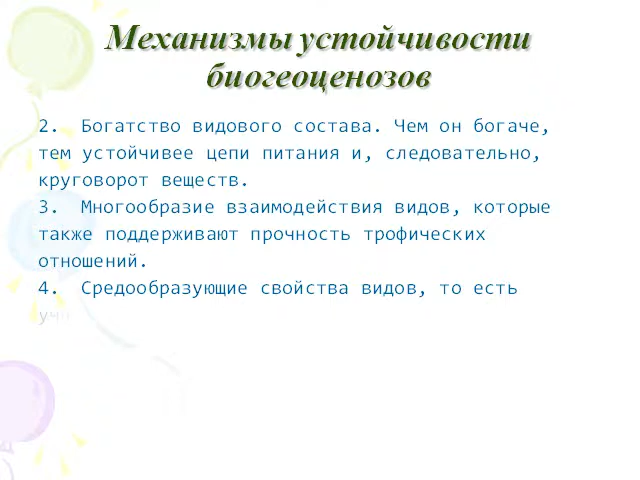 Механизмы устойчивости
биогеоценозов
2. Богатство видового состава. Чем он богаче,
тем устойчивее цепи питания и, следовательно,
круговорот веществ.
3. Многообразие взаимодействия видов, которые
также поддерживают прочность трофических
отношений.
4. Средообразующие свойства видов, то есть